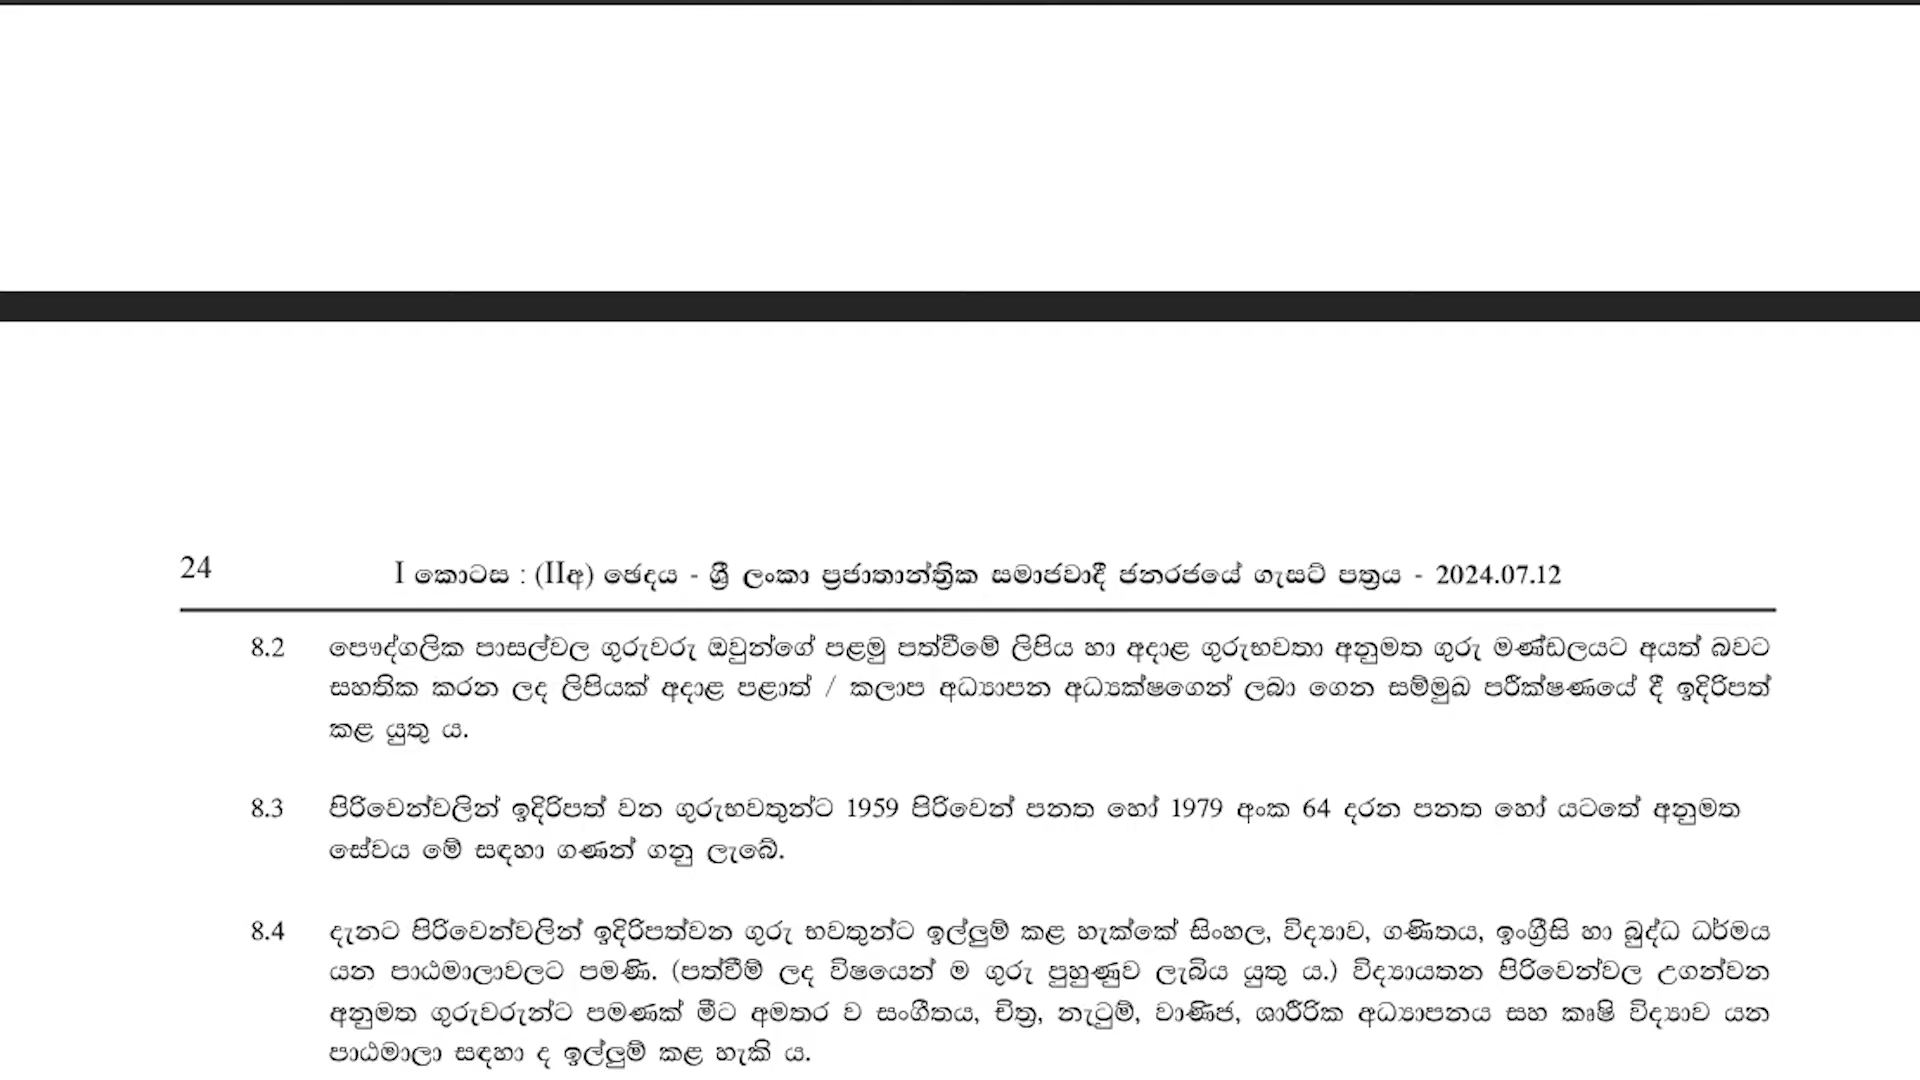 24
I කොටස : (IIඅ) ඡෙදය - ශ්‍රී ලංකා ප්‍රජාතාන්ත්‍රික සමාජවාදී ජනරජයේ ගැසට් පත්‍රය - 2024.07.12
8.2 පෞද්ගලික පාසල්වල ගුරුවරු ඔවුන්ගේ පළමු පත්වීමේ ලිපිය හා අදාළ ගුරුභවතා අනුමත ගුරු මණ්ඩලයට අයත් බවට
සහතික කරන ලද ලිපියක් අදාළ පළාත් / කලාප අධ්‍යාපන අධ්‍යක්ෂගෙන් ලබා ගෙන සම්මුඛ පරීක්ෂණයේ දී ඉදිරිපත්
කළ යුතු ය.
8.3 පිරිවෙන්වලින් ඉදිරිපත් වන ගුරුභවතුන්ට 1959 පිරිවෙන් පනත හෝ 1979 අංක 64 දරන පනත හෝ යටතේ අනුමත
සේවය මේ සඳහා ගණන් ගනු ලැබේ.
8.4 දැනට පිරිවෙන්වලින් ඉදිරිපත්වන ගුරු භවතුන්ට ඉල්ලුම් කළ හැක්කේ සිංහල, විද්‍යාව, ගණිතය, ඉංග්‍රීසි හා බුද්ධ ධර්මය
යන පාඨමාලාවලට පමණි. (පත්වීම් ලද විෂයෙන් ම ගුරු පුහුණුව ලැබිය යුතු ය.) විද්‍යායතන පිරිවෙන්වල උගන්වන
අනුමත ගුරුවරුන්ට පමණක් මීට අමතර ව සංගීතය, චිත්‍ර, නැටුම්, වාණිජ, ශාරීරික අධ්‍යාපනය සහ කෘෂි විද්‍යාව යන
පාඨමාලා සඳහා ද ඉල්ලුම් කළ හැකි ය.